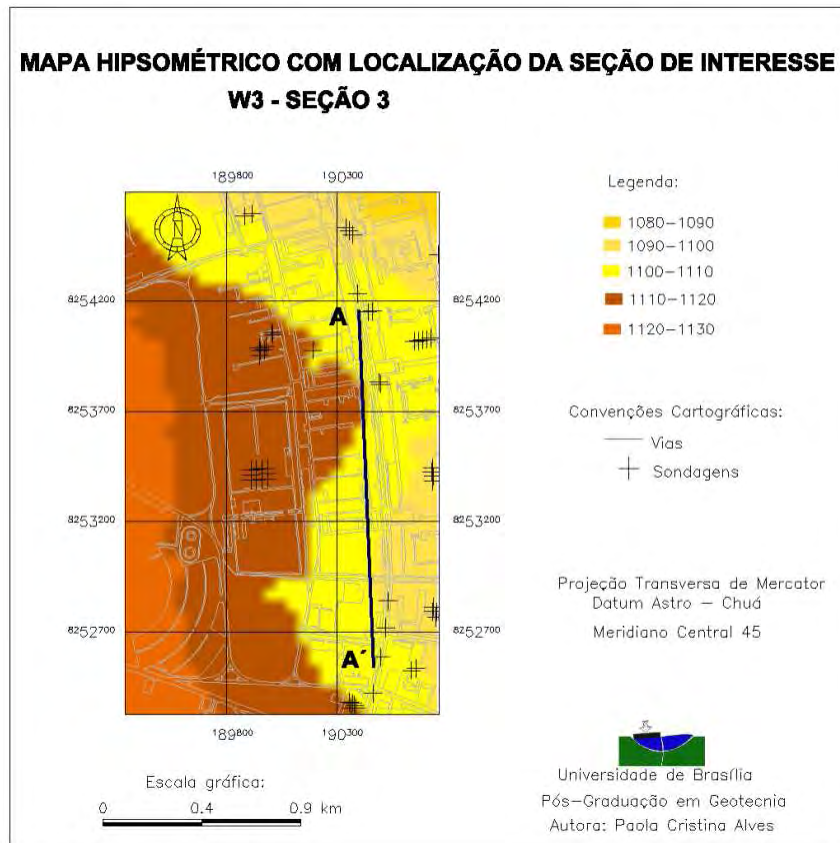 MAPA HIPSOMÉTRICO COM LOCALIZAÇÃO DA SEÇÃO DE INTERESSE
W3 - SEÇÃO 3
189800 190300
Legenda:
1080-1090
1090-1100
1100-1110
1110-1120
1120-1130
N
8254200 8254200
A
8253700 8253700
Convenções Cartográficas:
Vias
Sondagens
8253200 8253200
Projeção Transversa de Mercator
Datum Astro - Chuá
Meridiano Central 45
8252700 8252700
A´
189800 190300
Escala gráfica:
0 0.4 0.9 km
Universidade de Brasília
Pós-Graduação em Geotecnia
Autora: Paola Cristina Alves